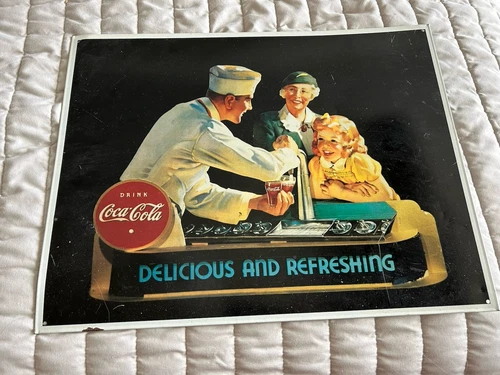 DRINK
Coca-Cola
DELICIOUS AND REFRESHING